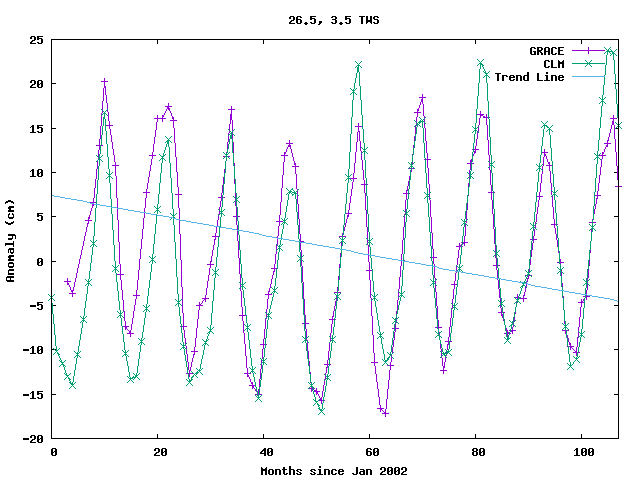 26.5, 3.5 TWS
GRACE
CLM
Trend Line
25
20
15
10
5
0
-5
-10
-15
-20
Anomaly (cm)
0 20 40 60 80 100
Months since Jan 2002